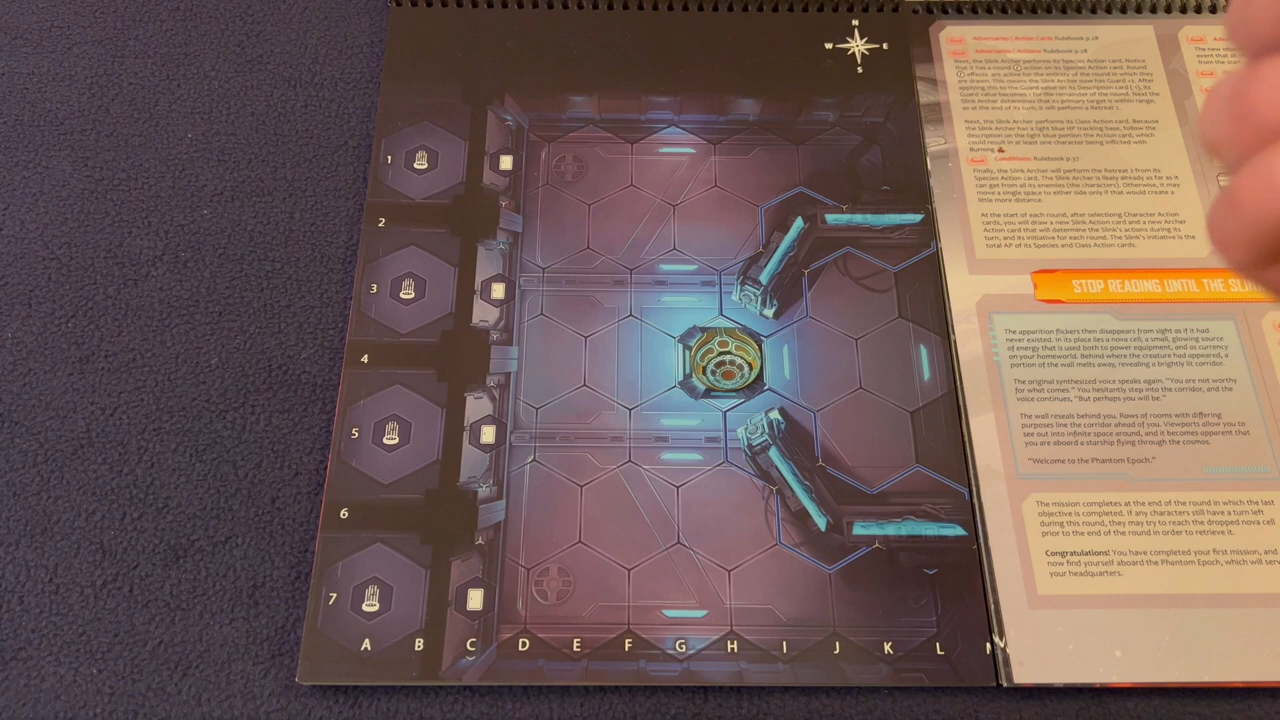 N
W E
S
1
2
3
4
5
6
7
A B C D E F G H I J K L
Adversaries | Action Cards Rulebook p.28
Adversaries | Actions Rulebook p.28
Next, the Slink Archer performs its Species Action card. Notice
that it has a round action on its Species Action card. Round
effects are active for the entirety of the round in which they
are drawn. This means the Slink Archer now has Guard +2. After
applying this to the Guard value on its Description card (-1), its
Guard value becomes 1 for the remainder of the round. Next the
Slink Archer determines that its primary target is within range,
so at the end of its turn, it will perform a Retreat
Next, the Slink Archer performs its Class Action card. Because
the Slink Archer has a light blue HP tracking base, follow the
description on the light blue portion the Action card, which
could result in at least one character being inflicted with
Burning
Conditions Rulebook p.37
Finally, the Slink Archer will perform the Retreat 2 from its
Species Action card. The Slink Archer is likely already as far as it
can get from all its enemies (the characters). Otherwise, it may
move a single space to either side only if that would create a
little more distance.
At the start of each round, after selecting Character Action
cards, you will draw a new Slink Action card and a new Archer
Action card that will determine the Slink's actions during its
turn, and its initiative for each round. The Slink's initiative is the
total AP of its Species and Class Action cards.
The new
event that
from the start
STOP READING UNTIL THE
The apparition flickers then disappears from sight as if it had
never existed. In its place lies a nova cell; a small, glowing source
of energy that is used both to power equipment, and as currency
on your homeworld. Behind where the creature had appeared, a
portion of the wall melts away, revealing a brightly lit corridor.
The original synthesized voice speaks again. "You are not worthy
for what comes." You hesitantly step into the corridor, and the
voice continues, "But perhaps you will be."
The wall reseals behind you. Rows of rooms with differing
purposes line the corridor ahead of you. Viewports allow you to
see out into infinite space around, and it becomes apparent that
you are aboard a starship flying through the cosmos.
"Welcome to the Phantom Epoch."
The mission completes at the end of the round in which the last
objective is completed. If any characters still have a turn left
during this round, they may try to reach the dropped nova cell
prior to the end of the round in order to retrieve it.
Congratulations! You have completed your first mission, and
now find yourself aboard the Phantom Epoch, which will serve
your headquarters.